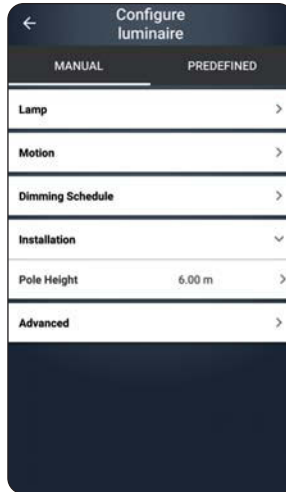 Configure
luminaire
MANUAL PREDEFINED
Lamp
Motion
Dimming Schedule
Installation
Pole Height 6.00 m
Advanced